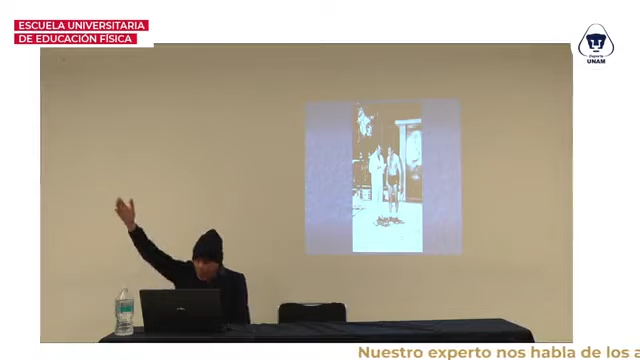 ESCUELA UNIVERSITARIA
DE EDUCACIÓN FÍSICA
UNAM
Nuestro experto nos habla de los a